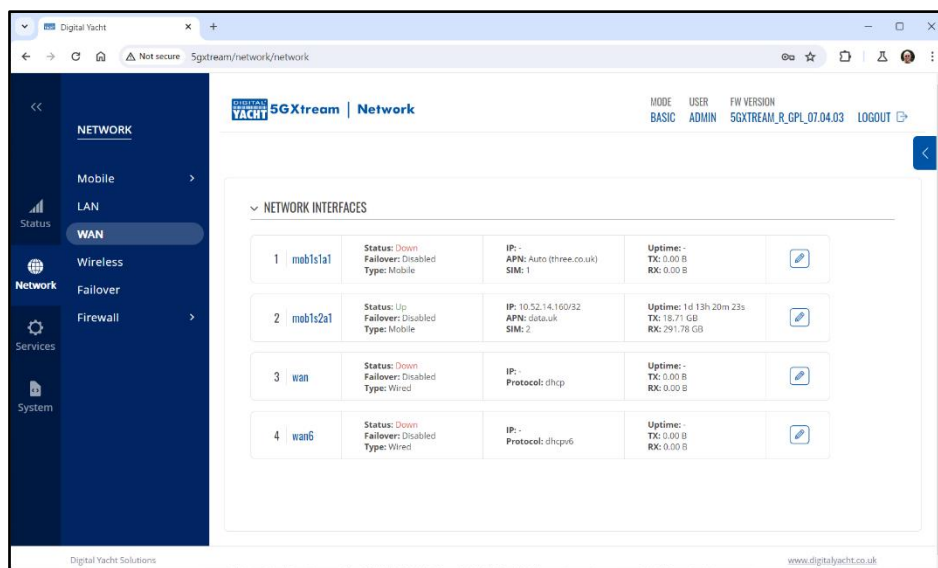 Digital Yacht
Not secure 5gxtream/network/network
<<
DIGITAL YACHT 5GXtream | Network
MODE USER FW VERSION
BASIC ADMIN 5GXTREAM_R_GPL_07.04.03 LOGOUT
NETWORK
Mobile
LAN
WAN
Wireless
Failover
Firewall
Status
Network
Services
System
NETWORK INTERFACES
1 mob1s1a1
Status: Down
Failover: Disabled
Type: Mobile
IP: -
APN: Auto (three.co.uk)
SIM: 1
Uptime: -
TX: 0.00 B
RX: 0.00 B
2 mob1s2a1
Status: Up
Failover: Disabled
Type: Mobile
IP: 10.52.14.160/32
APN: data.uk
SIM: 2
Uptime: 1d 13h 20m 23s
TX: 18.71 GB
RX: 291.78 GB
3 wan
Status: Down
Failover: Disabled
Type: Wired
IP: -
Protocol: dhcp
Uptime: -
TX: 0.00 B
RX: 0.00 B
4 wan6
Status: Down
Failover: Disabled
Type: Wired
IP: -
Protocol: dhcpv6
Uptime: -
TX: 0.00 B
RX: 0.00 B
Digital Yacht Solutions
www.digitalyacht.co.uk